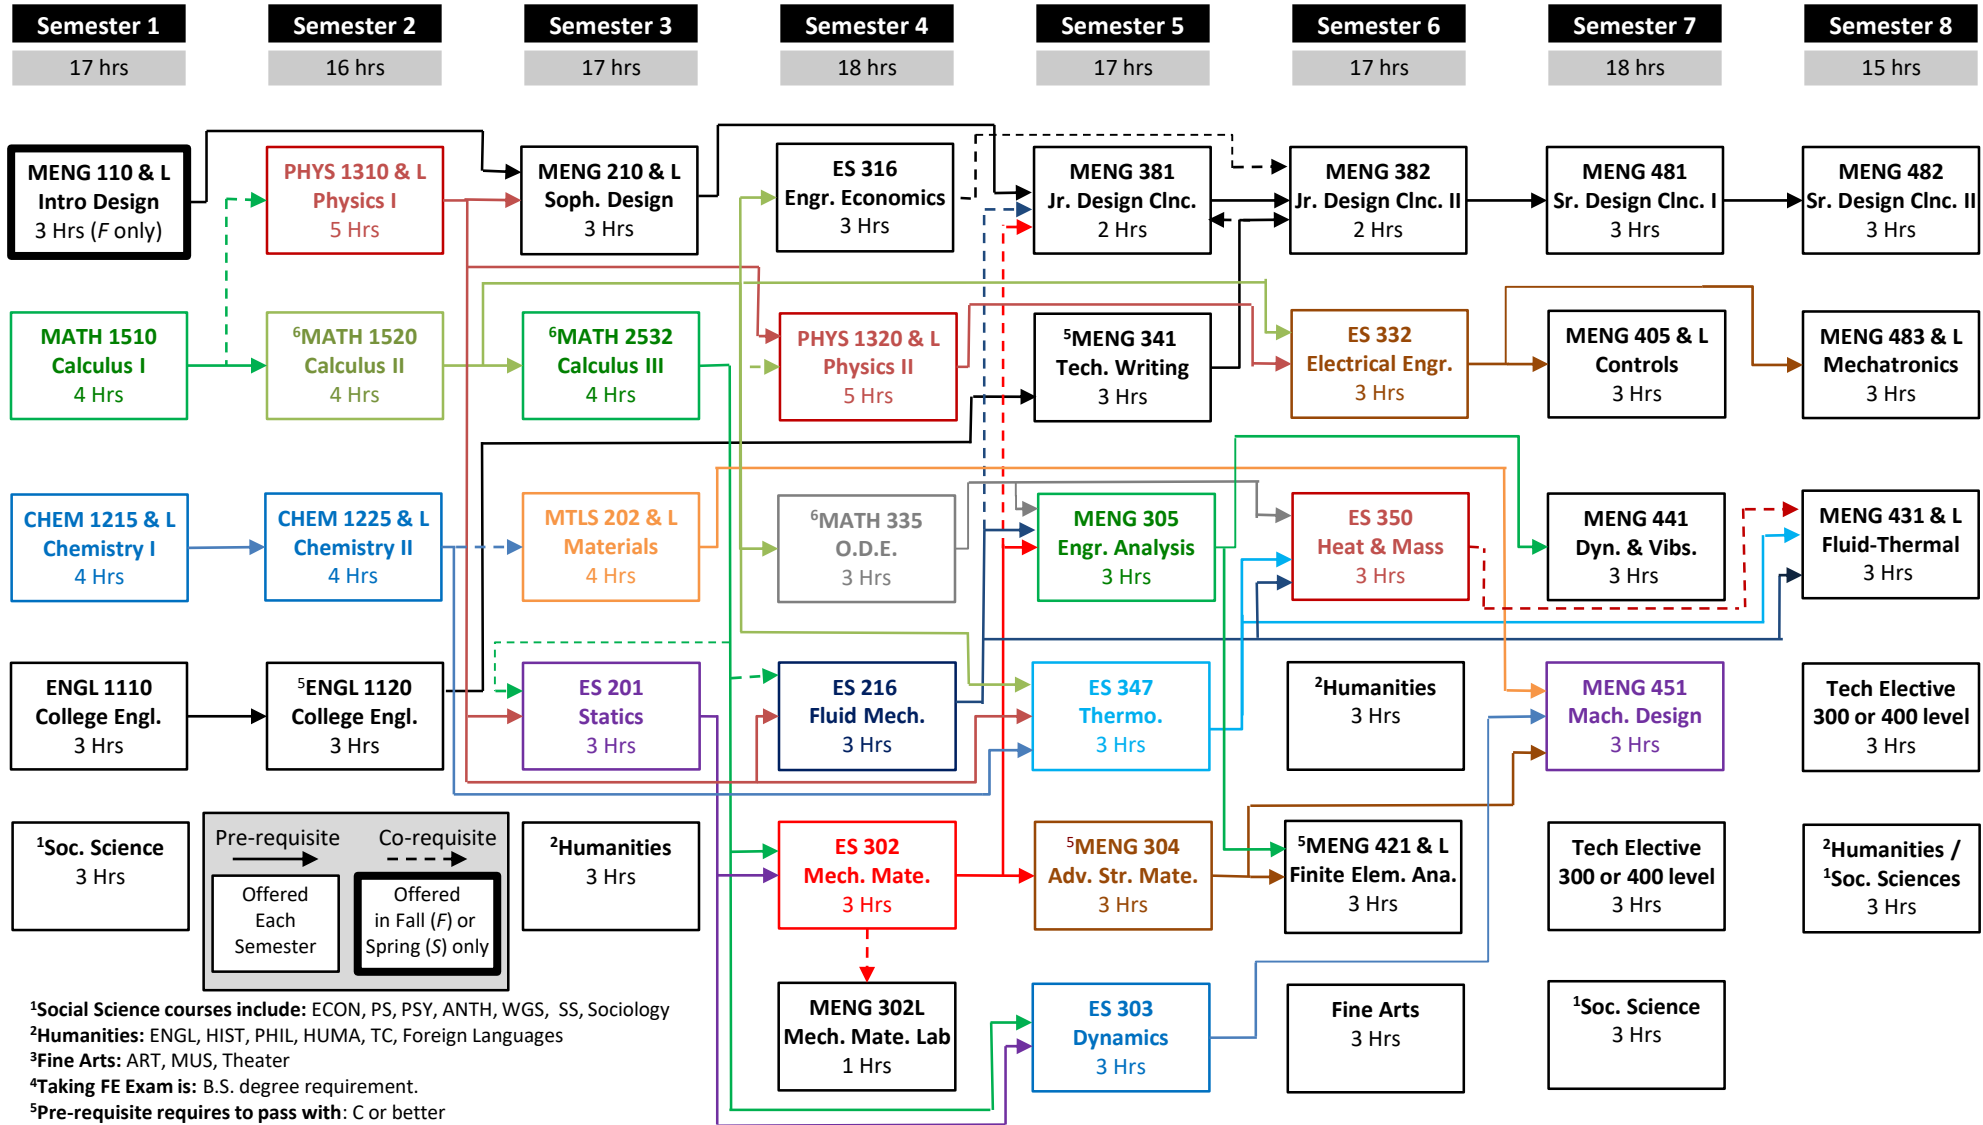 Semester 1
Semester 2
Semester 3
Semester 4
Semester 5
Semester 6
Semester 7
Semester 8
17 hrs
16 hrs
17 hrs
18 hrs
17 hrs
17 hrs
18 hrs
15 hrs
MENG 110 & L
Intro Design
3 Hrs (F only)
PHYS 1310 & L
Physics I
5 Hrs
MENG 210 & L
Soph. Design
3 Hrs
ES 316
Engr. Economics
3 Hrs
MENG 381
Jr. Design Clnc.
2 Hrs
MENG 382
Jr. Design Clnc. II
2 Hrs
MENG 481
Sr. Design Clnc. I
3 Hrs
MENG 482
Sr. Design Clnc. II
3 Hrs
MATH 1510
Calculus I
4 Hrs
⁶MATH 1520
Calculus II
4 Hrs
⁶MATH 2532
Calculus III
4 Hrs
PHYS 1320 & L
Physics II
5 Hrs
⁵MENG 341
Tech. Writing
3 Hrs
ES 332
Electrical Engr.
3 Hrs
MENG 405 & L
Controls
3 Hrs
MENG 483 & L
Mechatronics
3 Hrs
CHEM 1215 & L
Chemistry I
4 Hrs
CHEM 1225 & L
Chemistry II
4 Hrs
MTLS 202 & L
Materials
4 Hrs
⁶MATH 335
O.D.E.
3 Hrs
MENG 305
Engr. Analysis
3 Hrs
ES 350
Heat & Mass
3 Hrs
MENG 441
Dyn. & Vibs.
3 Hrs
MENG 431 & L
Fluid-Thermal
3 Hrs
ENGL 1110
College Engl.
3 Hrs
⁵ENGL 1120
College Engl.
3 Hrs
ES 201
Statics
3 Hrs
ES 216
Fluid Mech.
3 Hrs
ES 347
Thermo.
3 Hrs
²Humanities
3 Hrs
MENG 451
Mach. Design
3 Hrs
Tech Elective
300 or 400 level
3 Hrs
¹Soc. Science
3 Hrs
Pre-requisite
Co-requisite
Offered
Each
Semester
Offered
in Fall (F) or
Spring (S) only
²Humanities
3 Hrs
ES 302
Mech. Mate.
3 Hrs
⁵MENG 304
Adv. Str. Mate.
3 Hrs
⁵MENG 421 & L
Finite Elem. Ana.
3 Hrs
Tech Elective
300 or 400 level
3 Hrs
²Humanities /
¹Soc. Sciences
3 Hrs
MENG 302L
Mech. Mate. Lab
1 Hrs
ES 303
Dynamics
3 Hrs
Fine Arts
3 Hrs
¹Soc. Science
3 Hrs
¹Social Science courses include: ECON, PS, PSY, ANTH, WGS, SS, Sociology
²Humanities: ENGL, HIST, PHIL, HUMA, TC, Foreign Languages
³Fine Arts: ART, MUS, Theater
⁴Taking FE Exam is: B.S. degree requirement.
⁵Pre-requisite requires to pass with: C or better